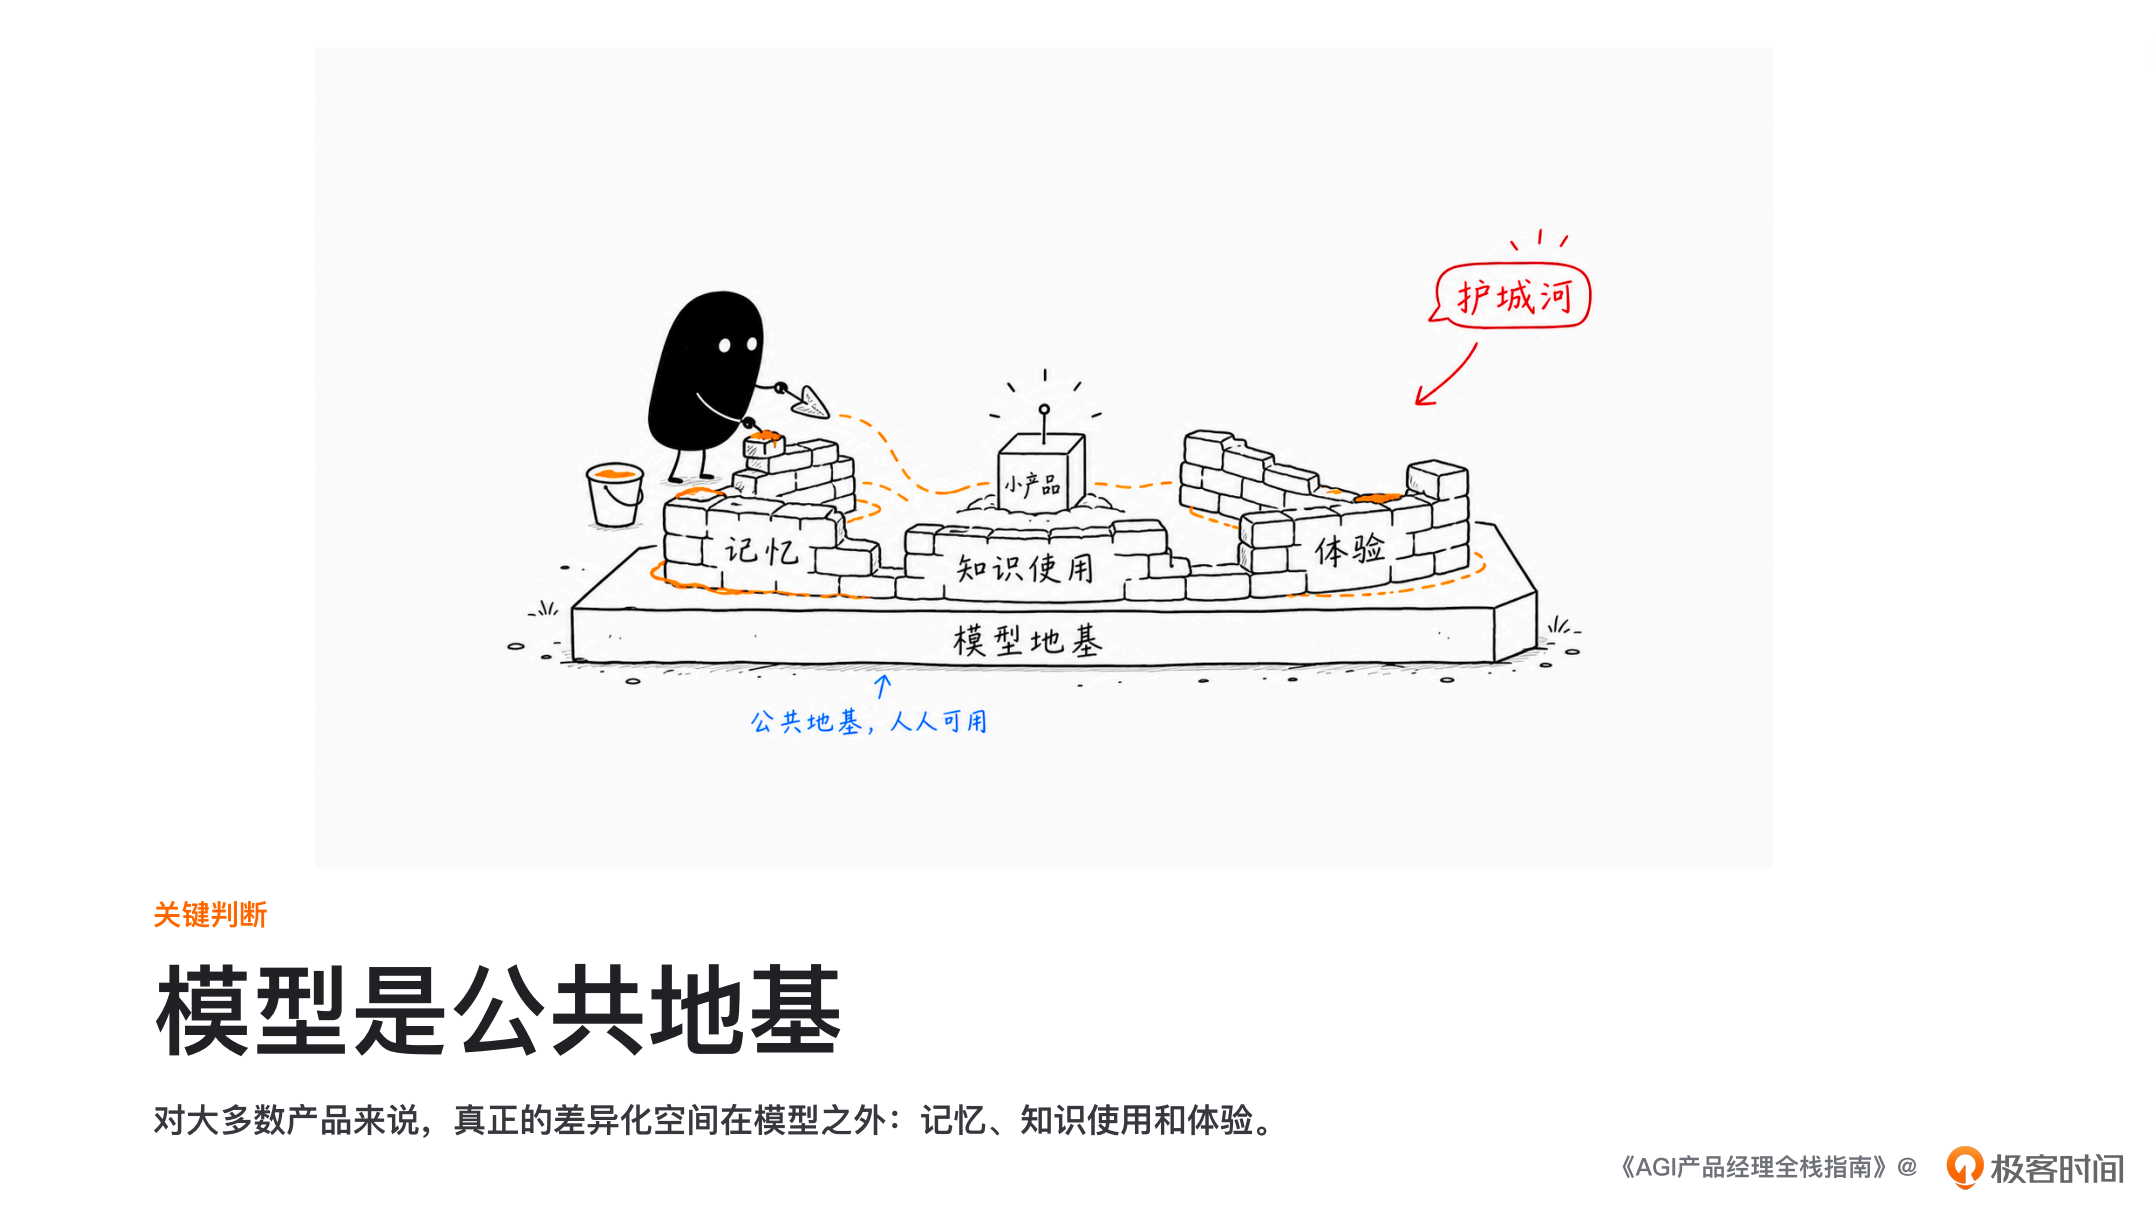 护城河
小产品
记忆
知识使用
体验
模型地基
公共地基，人人可用
关键判断
模型是公共地基
对大多数产品来说，真正的差异化空间在模型之外：记忆、知识使用和体验。
《AGI产品经理全栈指南》@ 极客时间